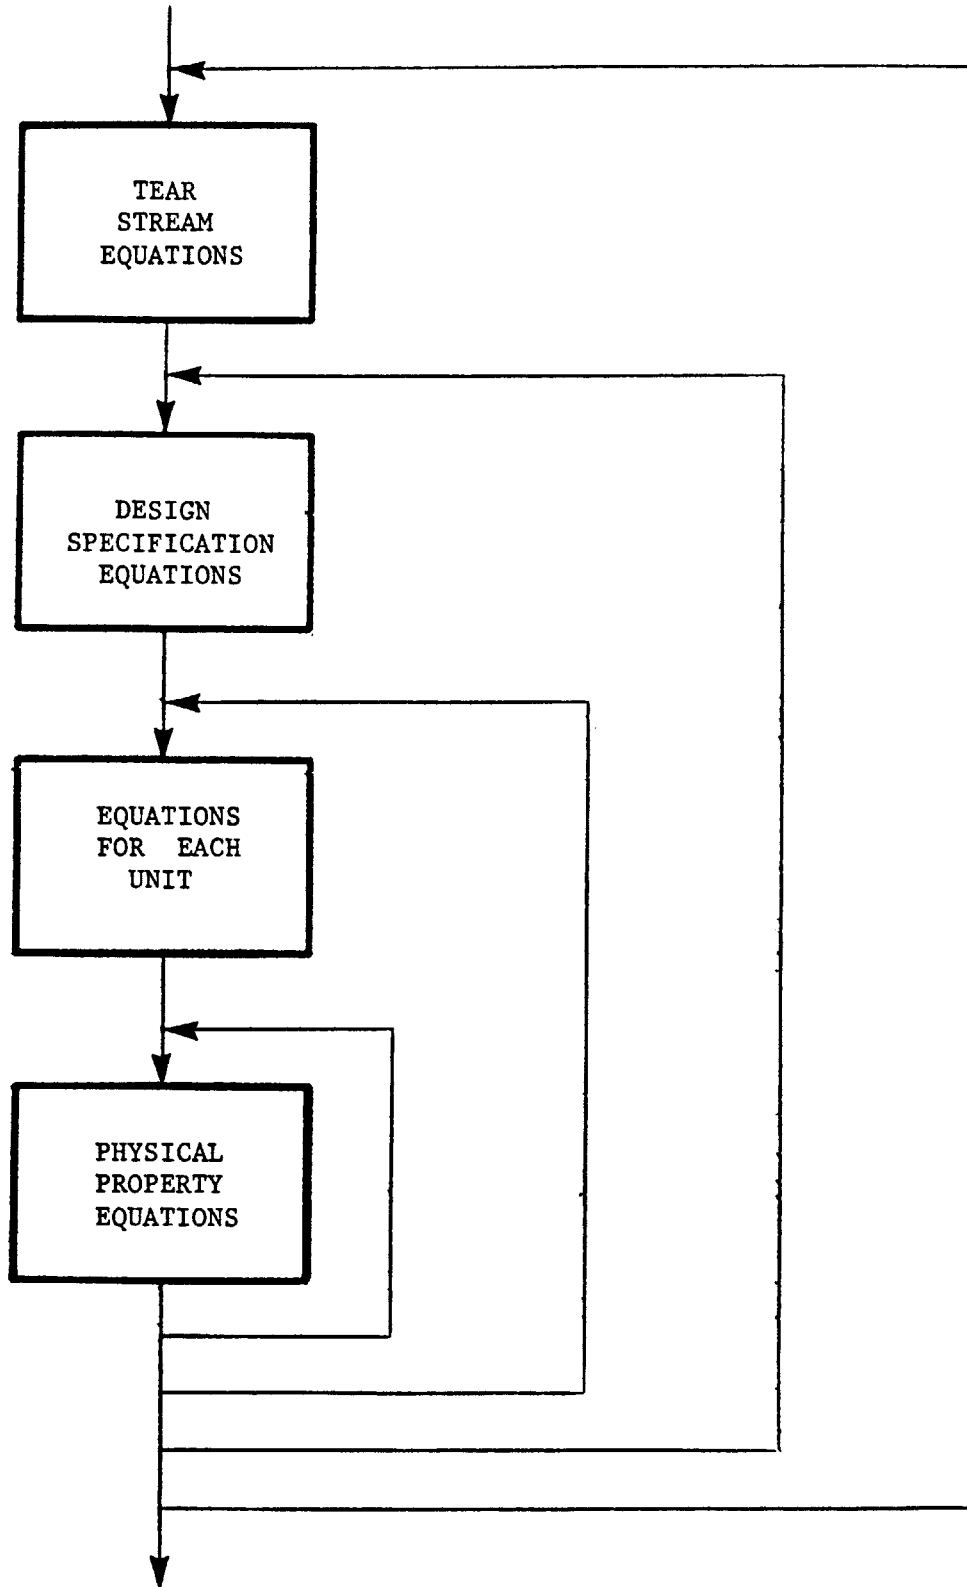 TEAR
STREAM
EQUATIONS
DESIGN
SPECIFICATION
EQUATIONS
EQUATIONS
FOR EACH
UNIT
PHYSICAL
PROPERTY
EQUATIONS